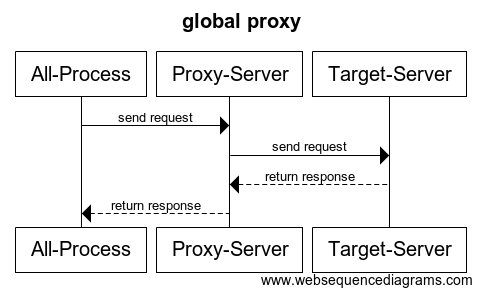 global proxy
All-Process Proxy-Server Target-Server
send request
send request
return response
return response
All-Process Proxy-Server Target-Server
www.websequencediagrams.com